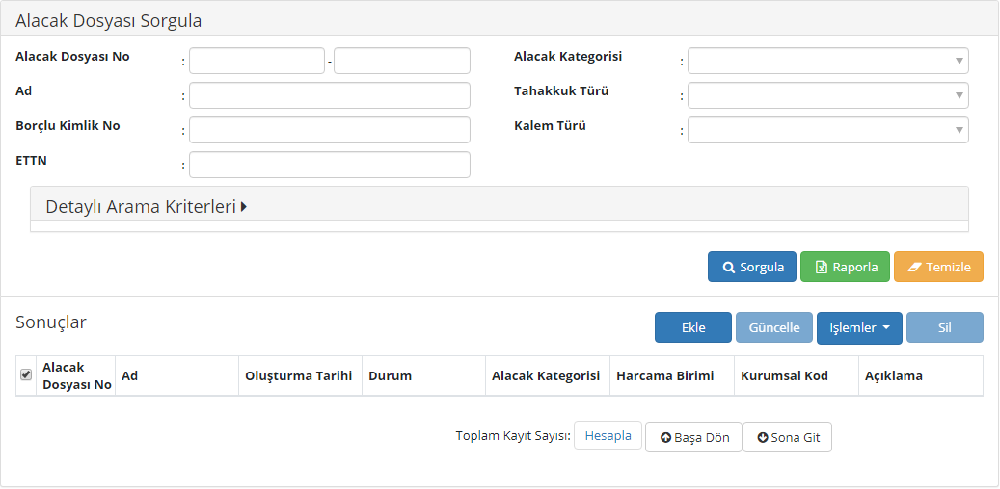 Alacak Dosyası Sorgula
Alacak Dosyası No : - Alacak Kategorisi :
Ad : Tahakkuk Türü :
Borçlu Kimlik No : Kalem Türü :
ETTN :
Detaylı Arama Kriterleri
Sorgula Raporla Temizle
Sonuçlar Ekle Güncelle İşlemler Sil
Alacak Dosyası No Ad Oluşturma Tarihi Durum Alacak Kategorisi Harcama Birimi Kurumsal Kod Açıklama
Toplam Kayıt Sayısı: Hesapla Başa Dön Sona Git